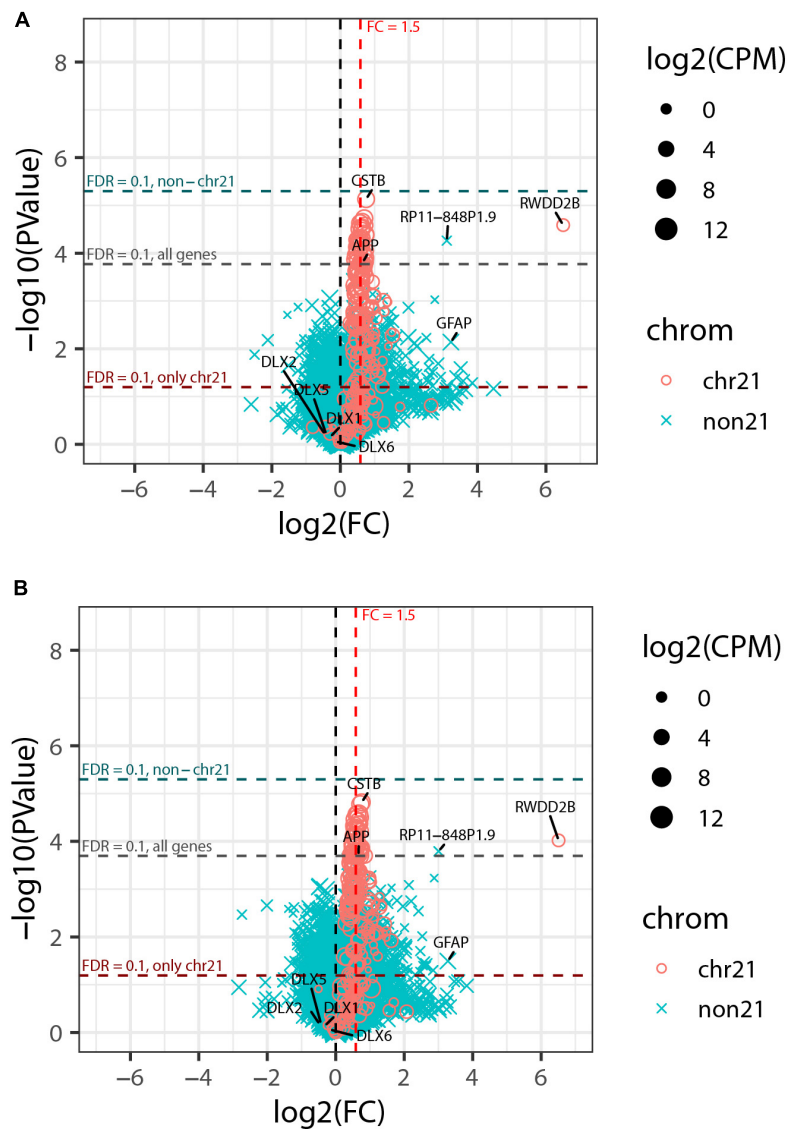 A
FC = 1.5
8
6
4
2
0
−log10(PValue)
FDR = 0.1, non−chr21
CSTB
RP11−848P1.9
RWDD2B
APP
FDR = 0.1, all genes
GFAP
DLX2
FDR = 0.1, only chr21
DLX5
DLX1
DLX6
−6 −4 −2 0 2 4 6
log2(FC)
log2(CPM)
0
4
8
12
chrom
chr21
non21
B
FC = 1.5
8
6
4
2
0
−log10(PValue)
FDR = 0.1, non−chr21
CSTB
RWDD2B
APP
RP11−848P1.9
FDR = 0.1, all genes
GFAP
FDR = 0.1, only chr21
DLX5
DLX2
DLX1
DLX6
−6 −4 −2 0 2 4 6
log2(FC)
log2(CPM)
0
4
8
12
chrom
chr21
non21